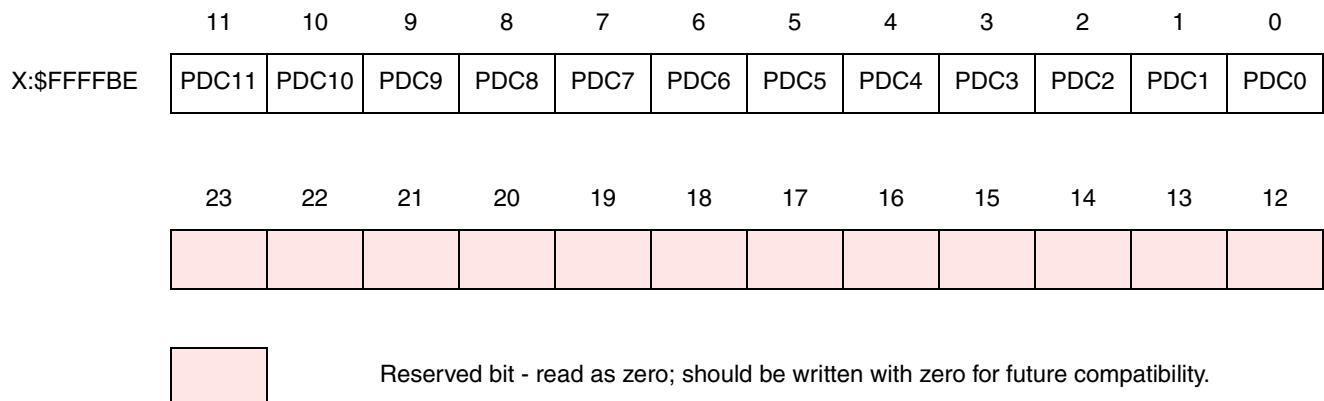 11 10 9 8 7 6 5 4 3 2 1 0
X:$FFFFBE PDC11 PDC10 PDC9 PDC8 PDC7 PDC6 PDC5 PDC4 PDC3 PDC2 PDC1 PDC0
23 22 21 20 19 18 17 16 15 14 13 12
Reserved bit - read as zero; should be written with zero for future compatibility.